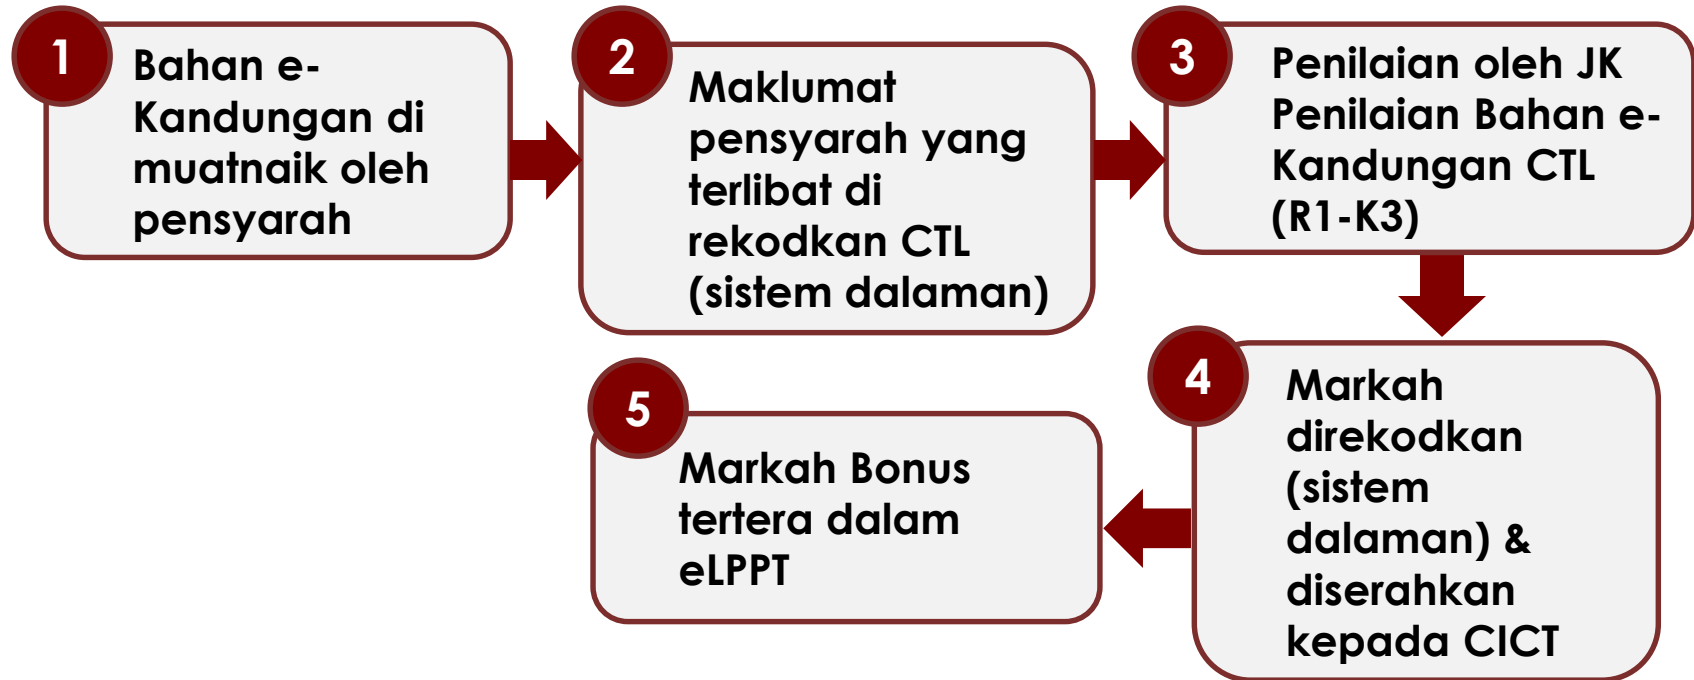 1
Bahan e-
Kandungan di
muatnaik oleh
pensyarah
2
Maklumat
pensyarah yang
terlibat di
rekodkan CTL
(sistem dalaman)
3
Penilaian oleh JK
Penilaian Bahan e-
Kandungan CTL
(R1-K3)
4
Markah
direkodkan
(sistem
dalaman) &
diserahkan
kepada CICT
5
Markah Bonus
tertera dalam
eLPPT